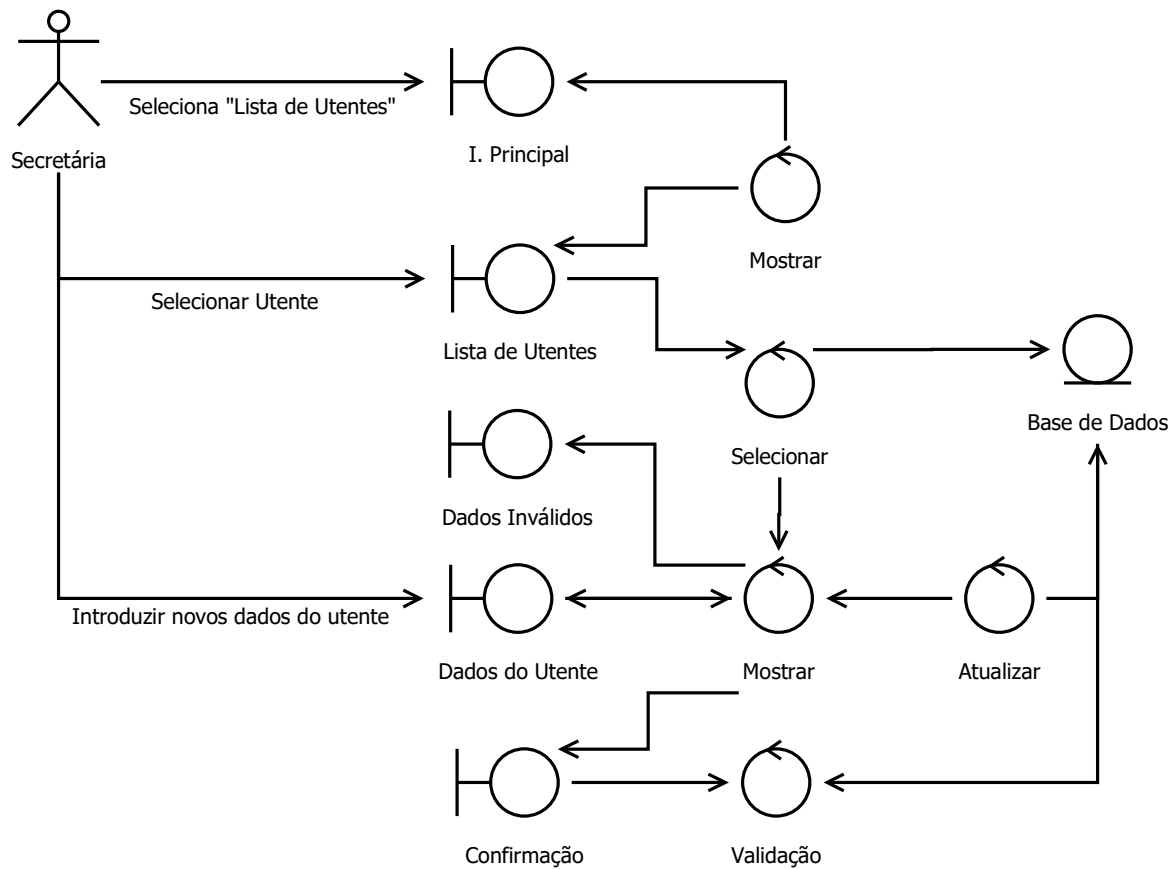 Seleciona "Lista de Utentes"
I. Principal
Secretária
Mostrar
Selecionar Utente
Lista de Utentes
Base de Dados
Selecionar
Dados Inválidos
Introduzir novos dados do utente
Dados do Utente
Mostrar
Atualizar
Confirmação
Validação